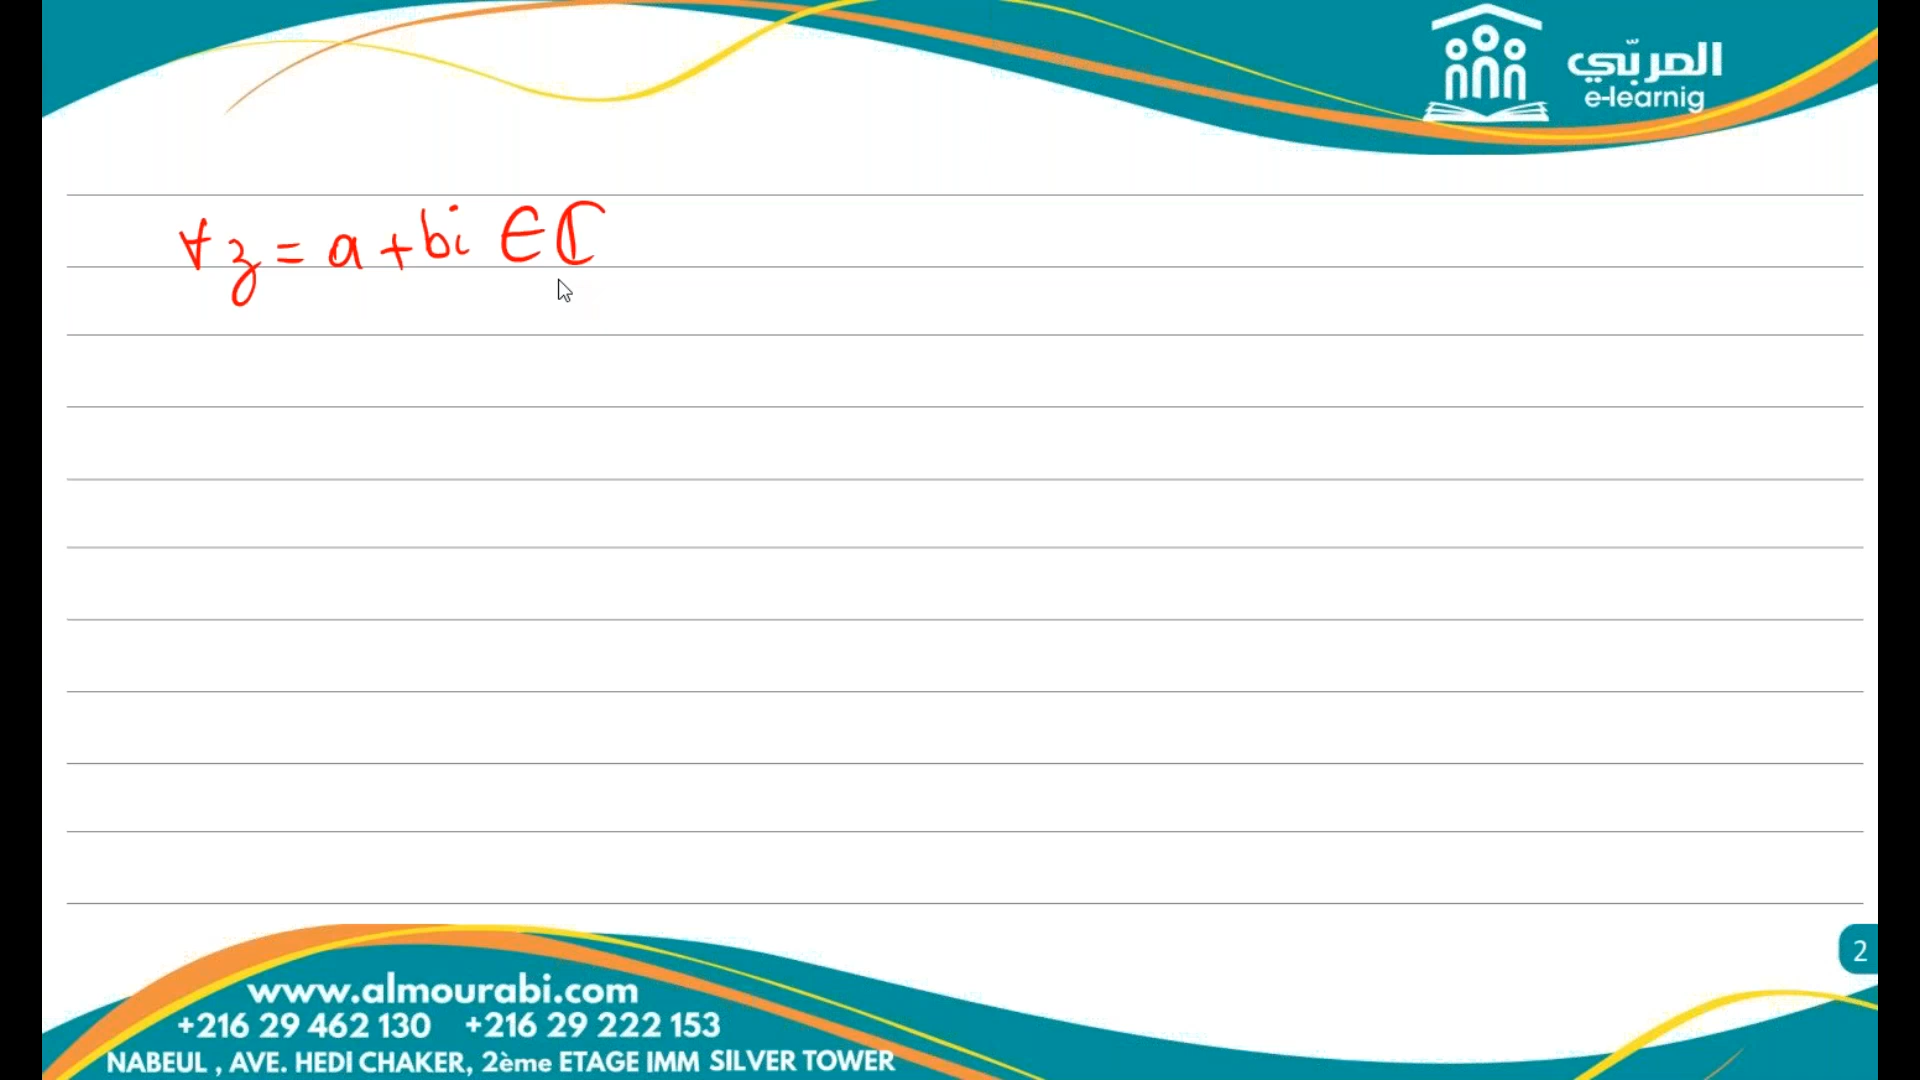 المربّي
e-learnig
∀ z = a + bi ∈ ℂ
2
www.almourabi.com
+216 29 462 130 +216 29 222 153
NABEUL , AVE. HEDI CHAKER, 2ème ETAGE IMM SILVER TOWER